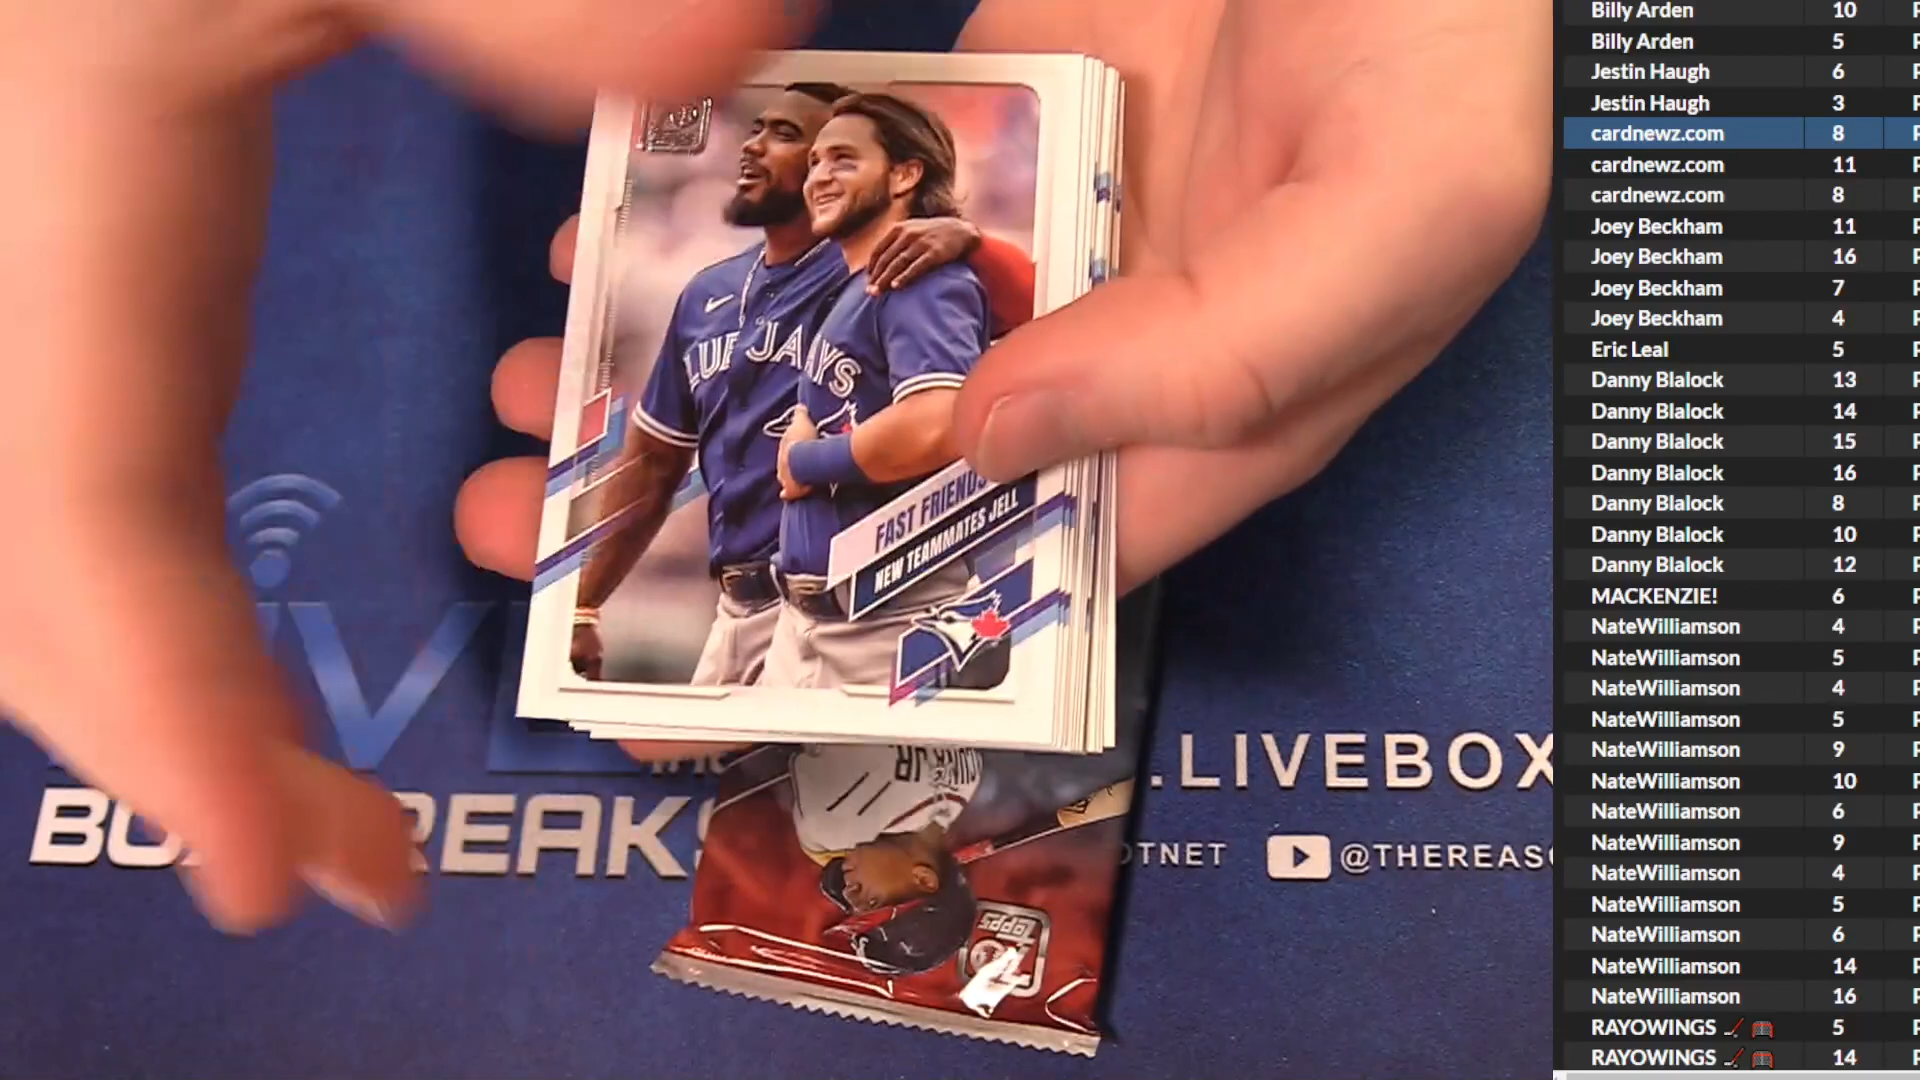 BLUE JAYS
FAST FRIENDS
NEW TEAMMATES JELL
.LIVEBOX
BOXBREAKS
@THEREASO
Topps
Billy Arden 10
Billy Arden 5
Jestin Haugh 6
Jestin Haugh 3
cardnewz.com 8
cardnewz.com 11
cardnewz.com 8
Joey Beckham 11
Joey Beckham 16
Joey Beckham 7
Joey Beckham 4
Eric Leal 5
Danny Blalock 13
Danny Blalock 14
Danny Blalock 15
Danny Blalock 16
Danny Blalock 8
Danny Blalock 10
Danny Blalock 12
MACKENZIE! 6
NateWilliamson 4
NateWilliamson 5
NateWilliamson 4
NateWilliamson 5
NateWilliamson 9
NateWilliamson 10
NateWilliamson 6
NateWilliamson 9
NateWilliamson 4
NateWilliamson 5
NateWilliamson 6
NateWilliamson 14
NateWilliamson 16
RAYOWINGS 5
RAYOWINGS 14